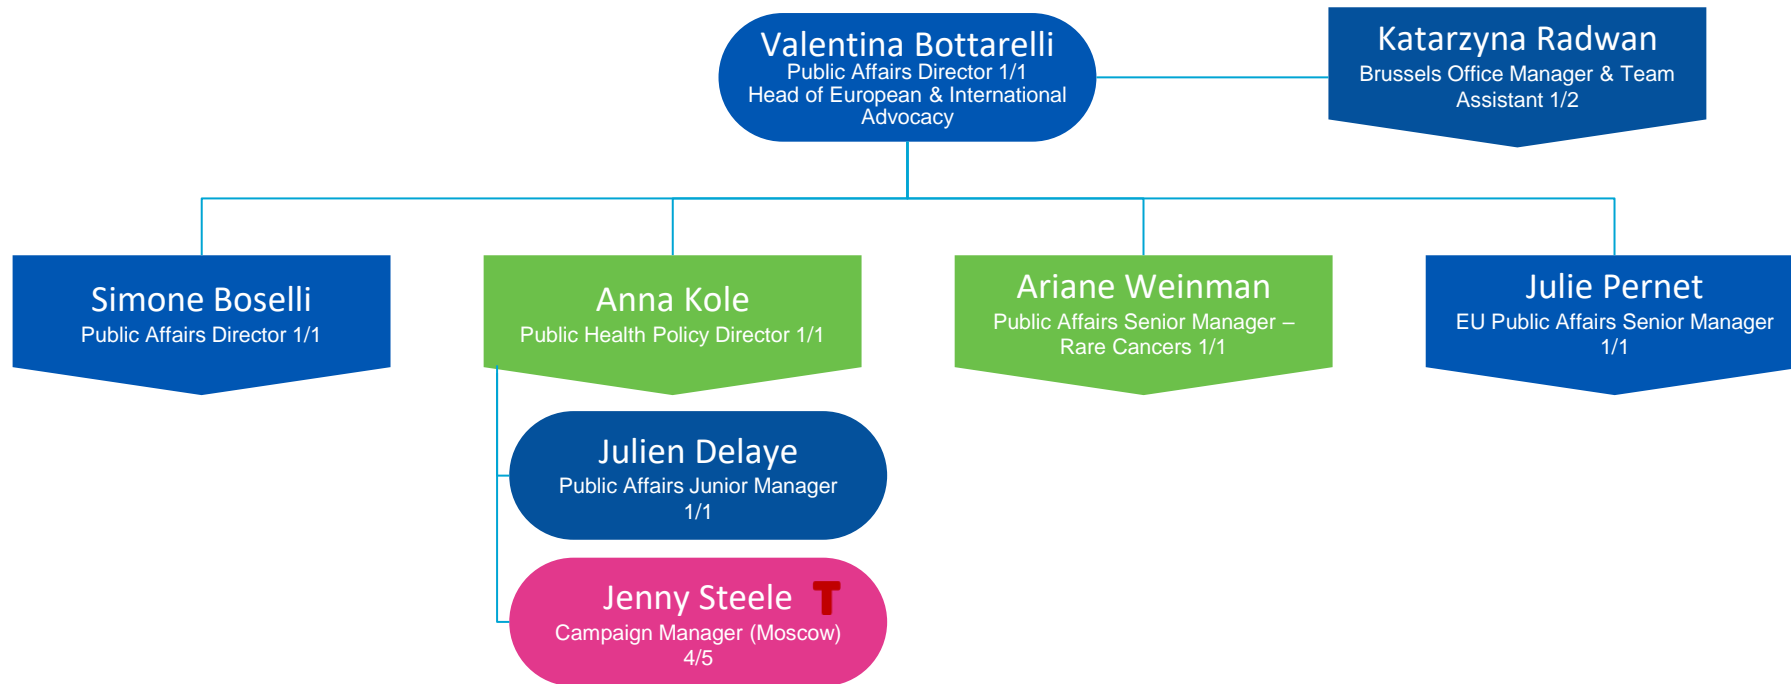 Valentina Bottarelli
Public Affairs Director 1/1
Head of European & International
Advocacy
Katarzyna Radwan
Brussels Office Manager & Team
Assistant 1/2
Simone Boselli
Public Affairs Director 1/1
Anna Kole
Public Health Policy Director 1/1
Ariane Weinman
Public Affairs Senior Manager –
Rare Cancers 1/1
Julie Pernet
EU Public Affairs Senior Manager
1/1
Julien Delaye
Public Affairs Junior Manager
1/1
Jenny Steele T
Campaign Manager (Moscow)
4/5